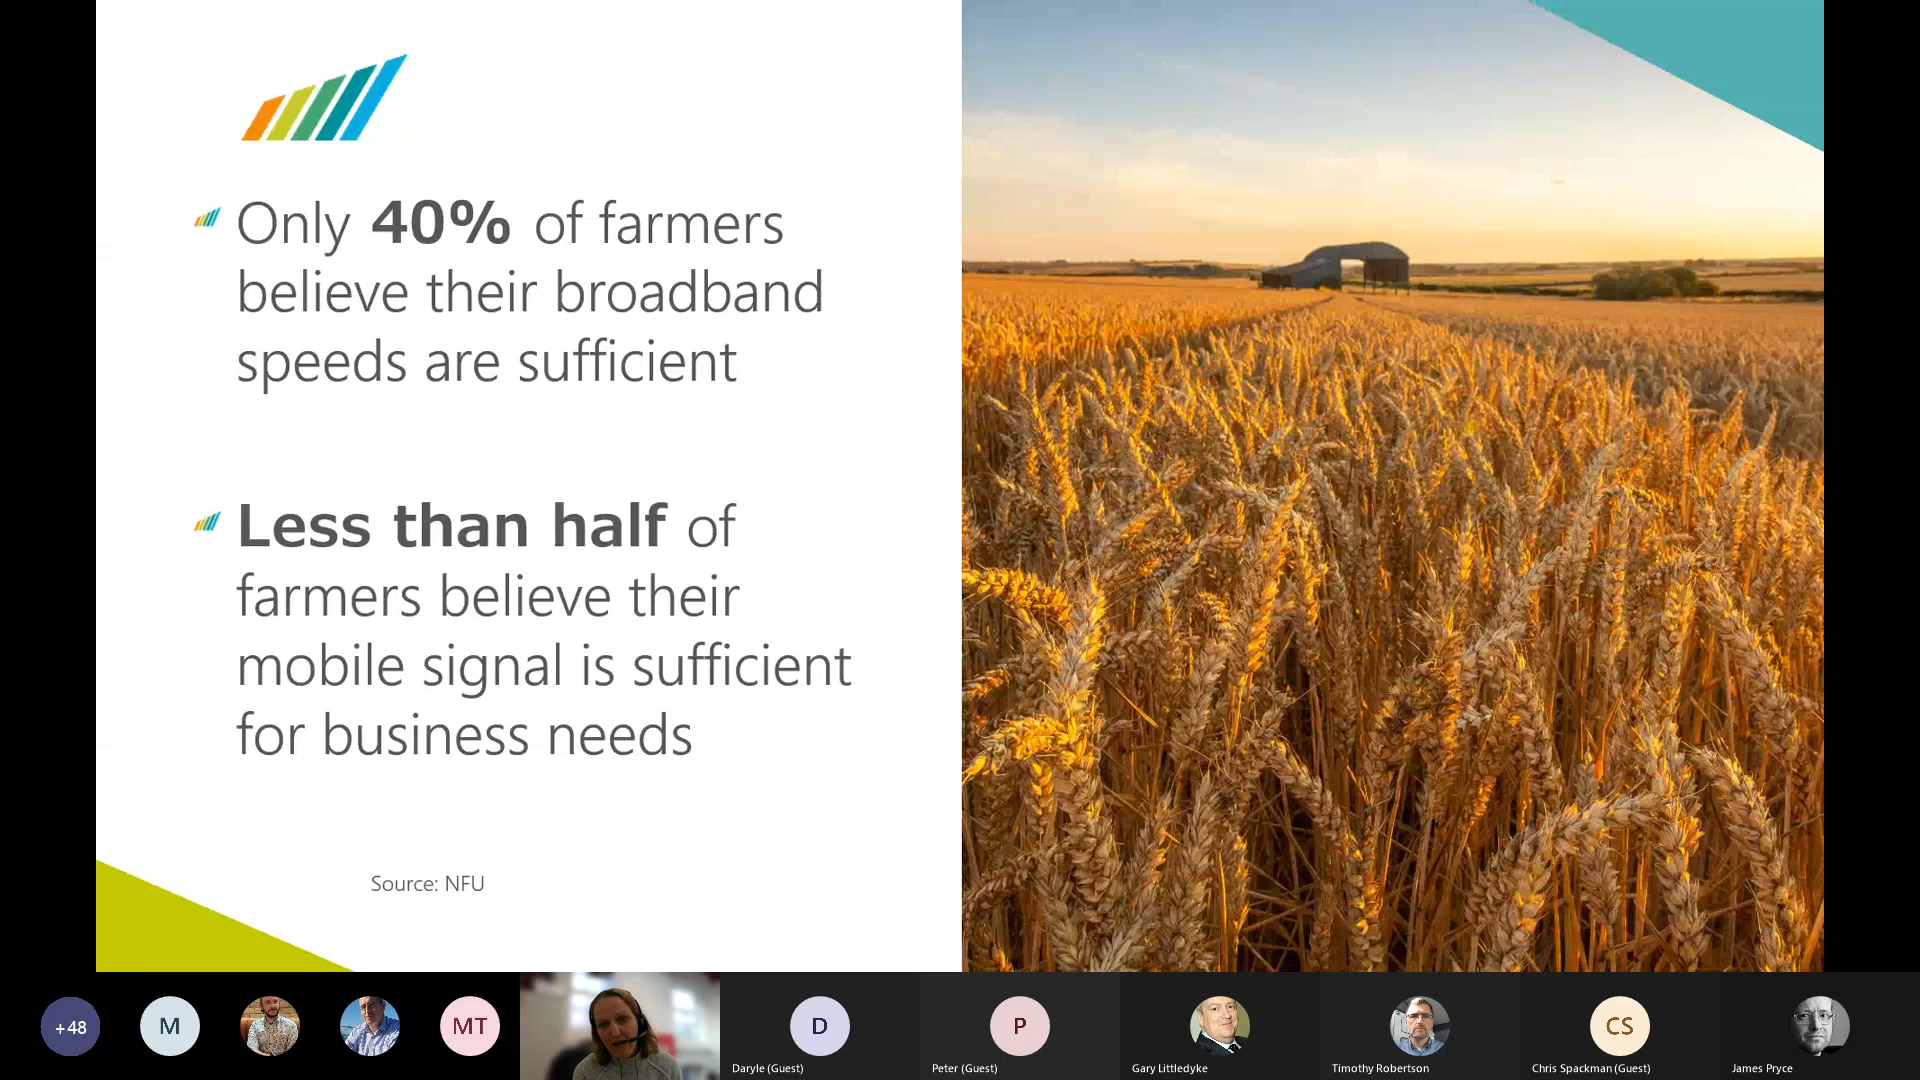 Only 40% of farmers
believe their broadband
speeds are sufficient
Less than half of
farmers believe their
mobile signal is sufficient
for business needs
Source: NFU
+48
M
MT
D
Daryle (Guest)
P
Peter (Guest)
Gary Littledyke
Timothy Robertson
CS
Chris Spackman (Guest)
James Pryce